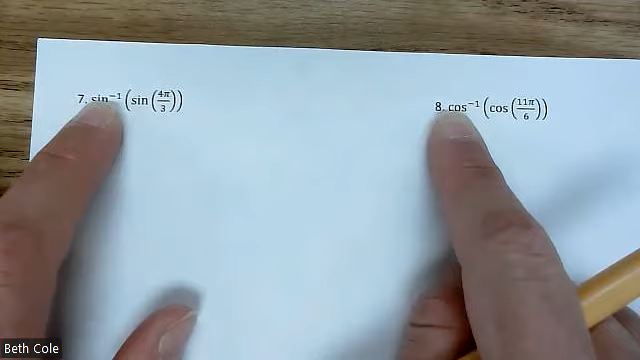 7. sin⁻¹ (sin (4π/3))
8. cos⁻¹ (cos (11π/6))
Beth Cole